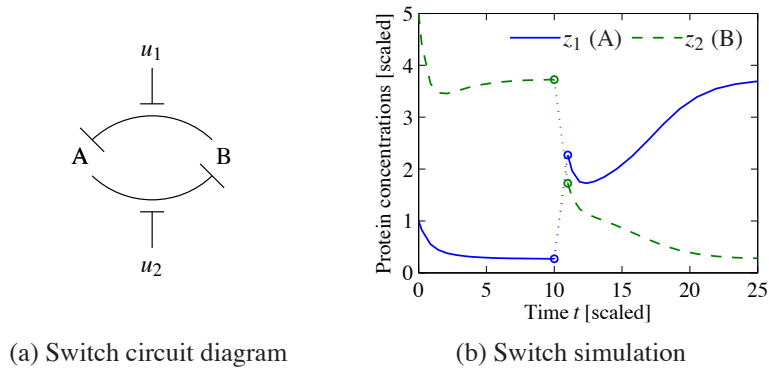 u₁
A
B
u₂
(a) Switch circuit diagram
Protein concentrations [scaled]
5
4
3
2
1
0
z₁ (A)
z₂ (B)
0 5 10 15 20 25
Time t [scaled]
(b) Switch simulation